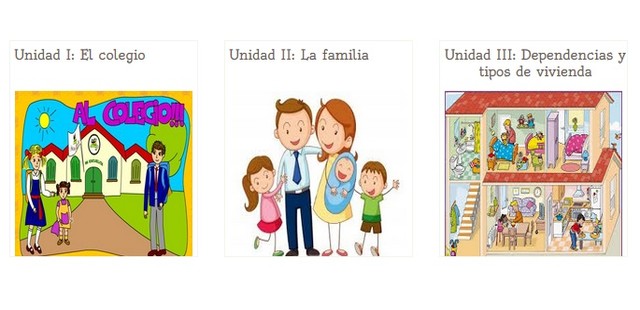 Unidad I: El colegio
Unidad II: La familia
Unidad III: Dependencias y
tipos de vivienda
AL COLEGIO!!!